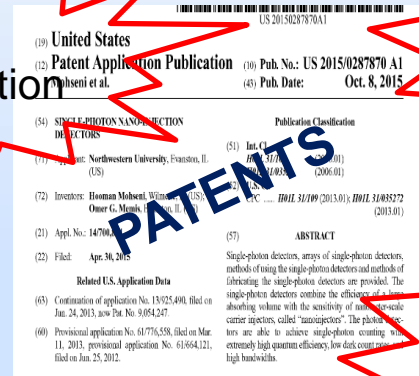 US 20150287870A1
(19) United States
(12) Patent Application Publication (10) Pub. No.: US 2015/0287870 A1
Mohseni et al. (43) Pub. Date: Oct. 8, 2015
tion
(54) SINGLE-PHOTON NANO-INJECTION
DETECTORS
(71) Applicant: Northwestern University, Evanston, IL
(US)
(72) Inventors: Hooman Mohseni, (US);
Omer G. Memis, IL
(21) Appl. No.:
(22) Filed: Apr. 30, 2015
Related U.S. Application Data
(63) Continuation of application No. 13/925,490, filed on
Jun. 24, 2013, now Pat. No. 9,054,247.
(60) Provisional application No. 61/776,558, filed on Mar.
11, 2013, provisional application No. 61/664,121,
filed on Jun. 25, 2012.
Publication Classification
(51) Int. Cl.
(2006.01)
H01L 31/109 (2013.01); H01L 31/035272
(2013.01)
(57) ABSTRACT
Single-photon detectors, arrays of single-photon detectors,
methods of using the single-photon detectors and methods of
fabricating the single-photon detectors are provided. The
single-photon detectors combine the efficiency of a large
absorbing volume with the sensitivity of nanometer-scale
carrier injectors, called "nanoinjectors". The photon detec-
tors are able to achieve single-photon counting with
extremely high quantum efficiency, low dark count rates, and
high bandwidths.
PATENTS